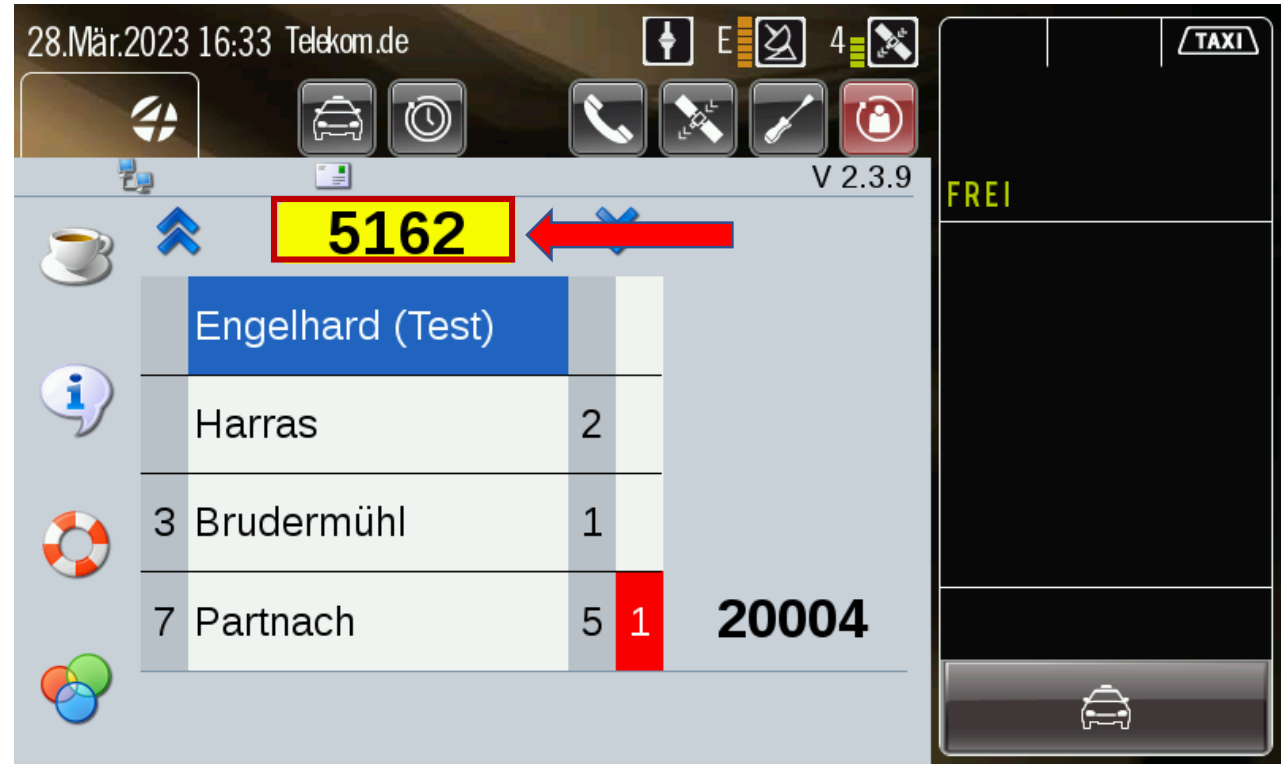 28.Mär.2023 16:33 Telekom.de E 4 TAXI
V 2.3.9
FREI
5162
Engelhard (Test)
Harras 2
3 Brudermühl 1
7 Partnach 5 1 20004